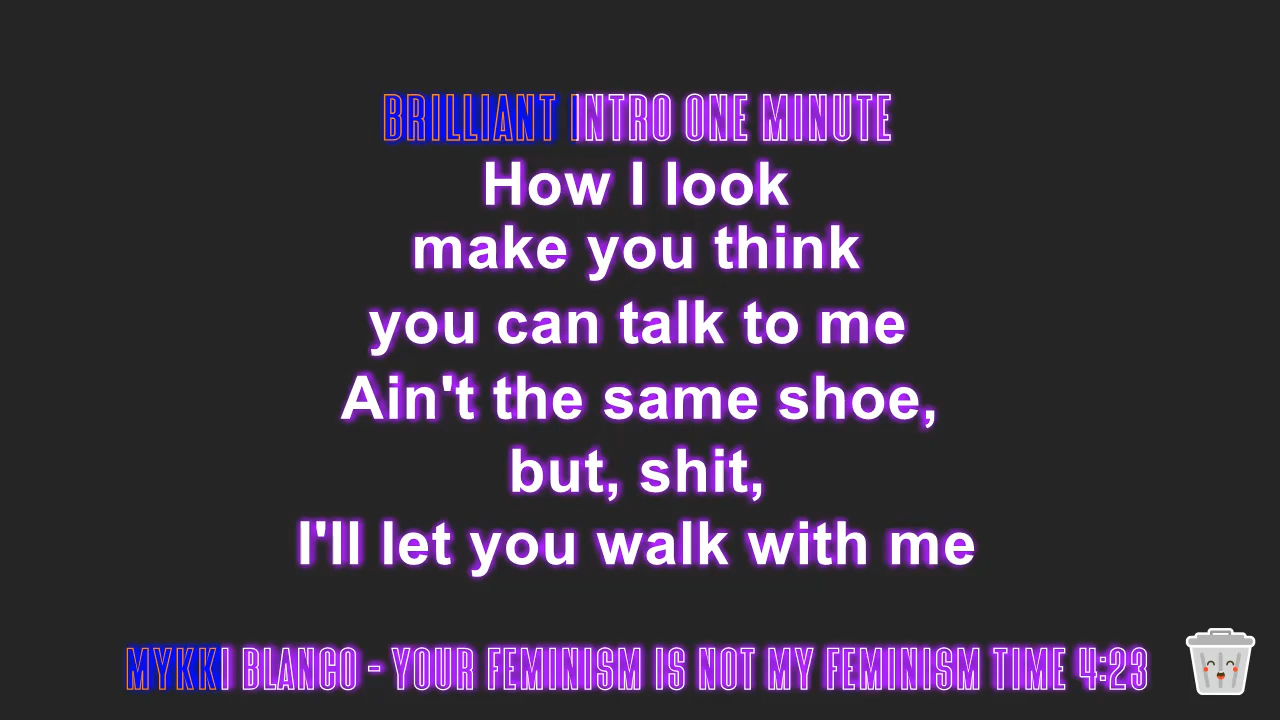 BRILLIANT INTRO ONE MINUTE
How I look
make you think
you can talk to me
Ain't the same shoe,
but, shit,
I'll let you walk with me
MYKKI BLANCO - YOUR FEMINISM IS NOT MY FEMINISM TIME 4:23